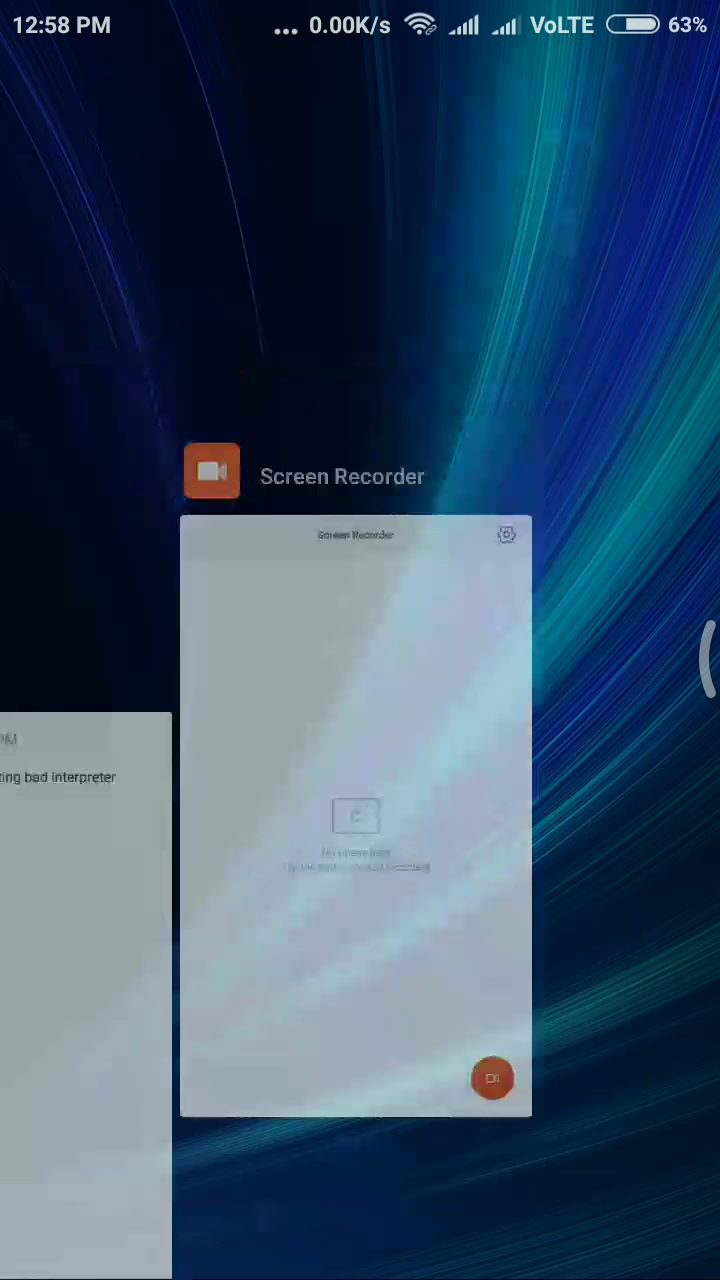 12:58 PM ... 0.00K/s VoLTE 63%
Screen Recorder
Screen Recorder
PM
ting bad interpreter